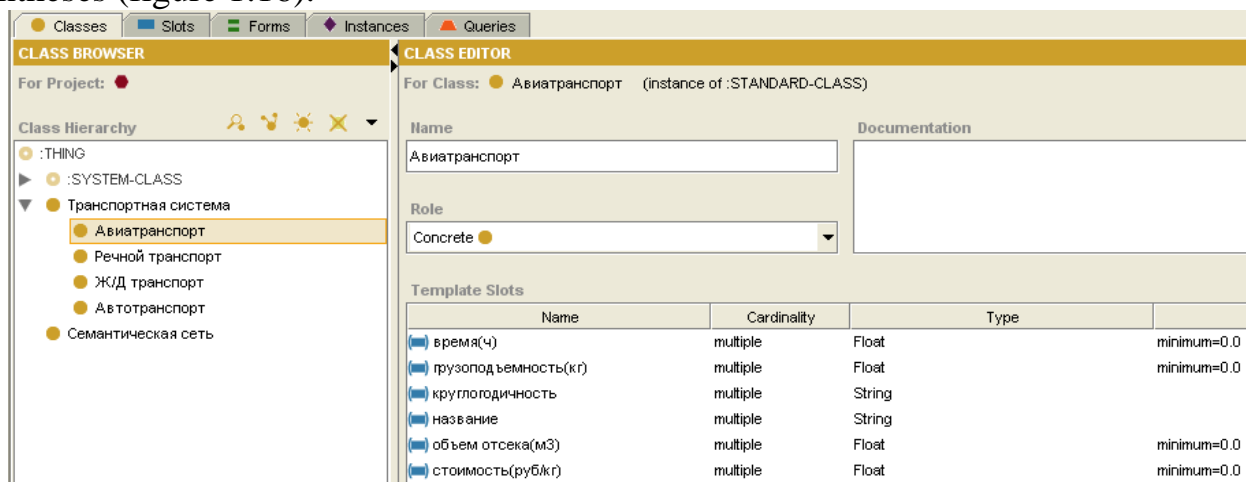 (figure 1.18).
Classes Slots Forms Instances Queries
CLASS BROWSER
For Project:
Class Hierarchy
:THING
:SYSTEM-CLASS
Транспортная система
Авиатранспорт
Речной транспорт
Ж/Д транспорт
Автотранспорт
Семантическая сеть
CLASS EDITOR
For Class: Авиатранспорт (instance of :STANDARD-CLASS)
Name
Авиатранспорт
Documentation
Role
Concrete
Template Slots
Name Cardinality Type
время(ч) multiple Float minimum=0.0
грузоподъемность(кг) multiple Float minimum=0.0
круглогодичность multiple String
название multiple String
объем отсека(м3) multiple Float minimum=0.0
стоимость(руб/кг) multiple Float minimum=0.0